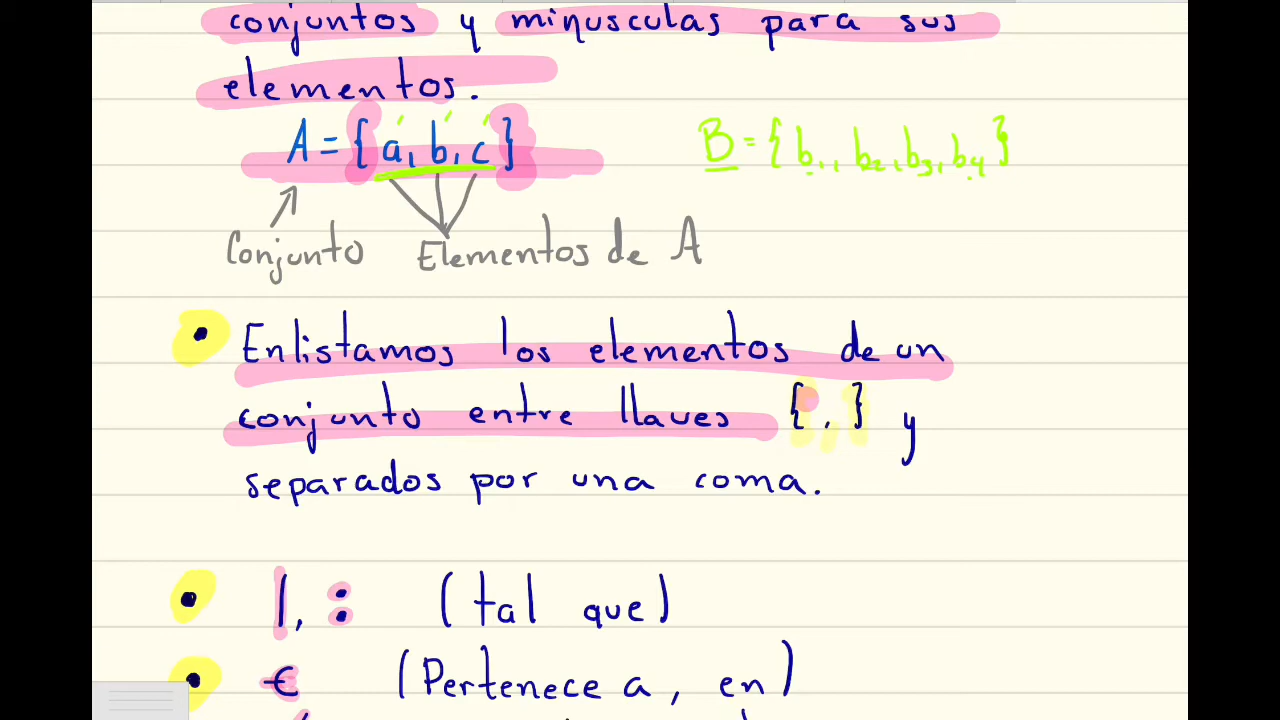 conjuntos y minusculas para sus
elementos.
A = { a, b, c } B = { b1, b2, b3, b4 }
Conjunto Elementos de A
• Enlistamos los elementos de un
conjunto entre llaves { , } y
separados por una coma.
• |, : (tal que)
• ∈ (Pertenece a, en)